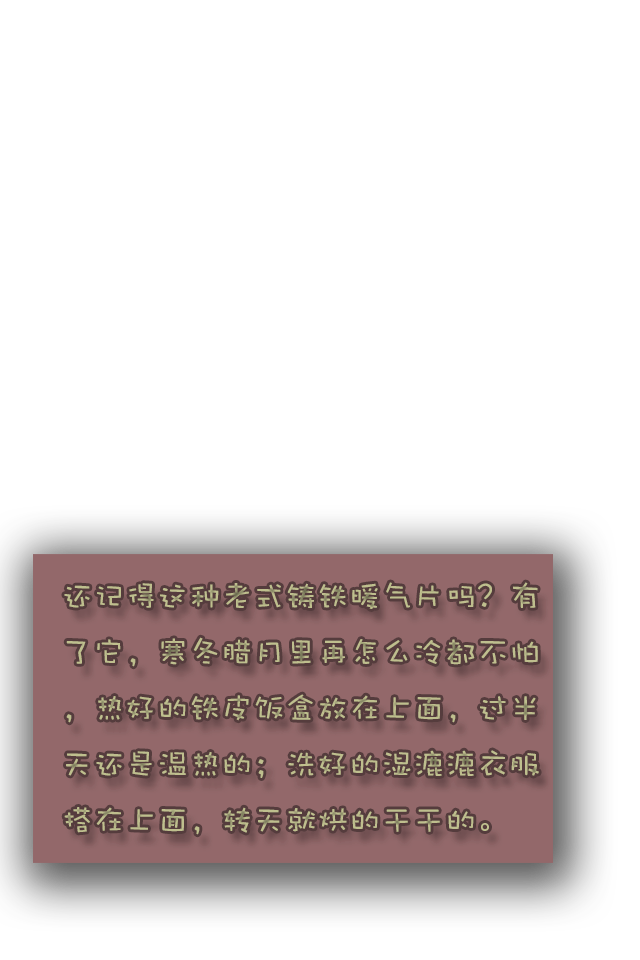 还记得这种老式铸铁暖气片吗？有
了它，寒冬腊月里再怎么冷都不怕
，热好的铁皮饭盒放在上面，过半
天还是温热的；洗好的湿漉漉衣服
搭在上面，转天就烘的干干的。